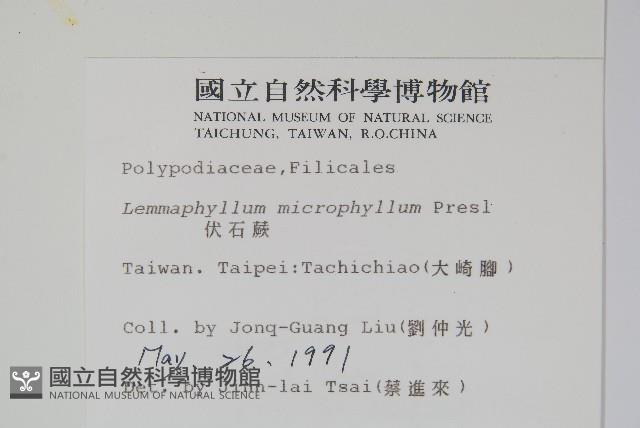 國立自然科學博物館
NATIONAL MUSEUM OF NATURAL SCIENCE
TAICHUNG, TAIWAN, R.O.CHINA
Polypodiaceae,Filicales
Lemmaphyllum microphyllum Presl
伏石蕨
Taiwan. Taipei:Tachichiao(大崎腳)
Coll. by Jonq-Guang Liu(劉仲光)
May. 26. 1991
Det. by Jinn-lai Tsai(蔡進來)
國立自然科學博物館
NATIONAL MUSEUM OF NATURAL SCIENCE